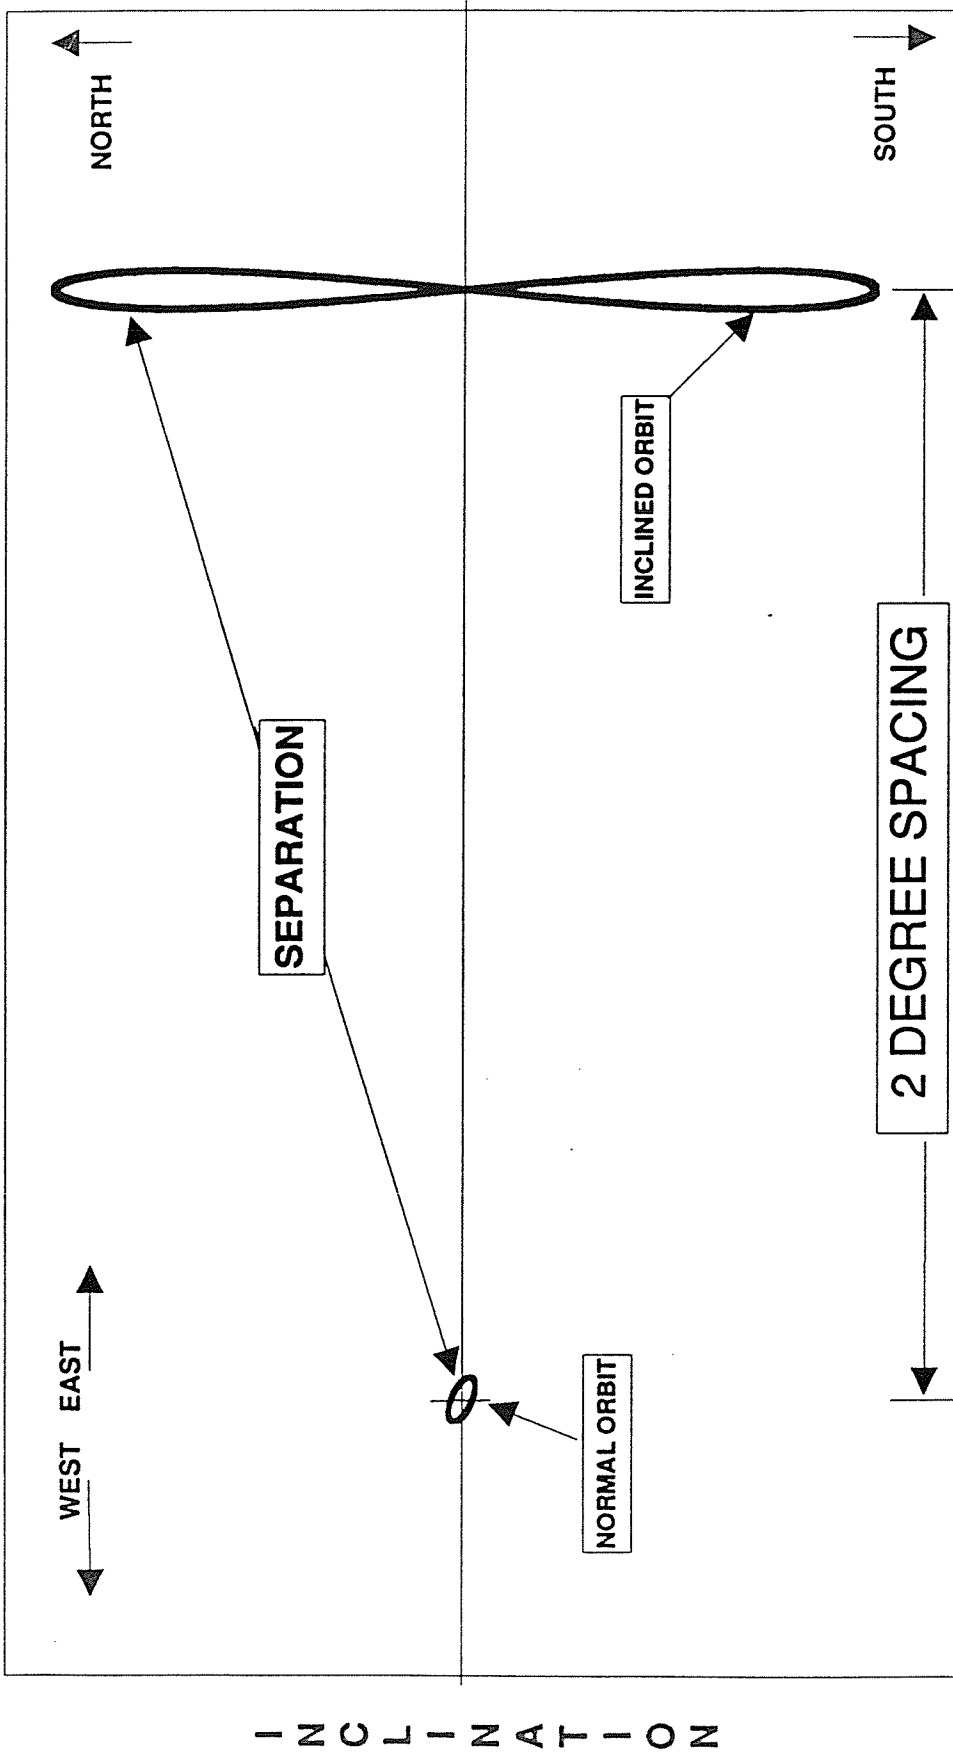 WEST EAST
NORTH
SEPARATION
INCLINED ORBIT
NORMAL ORBIT
SOUTH
2 DEGREE SPACING
INCLINATION